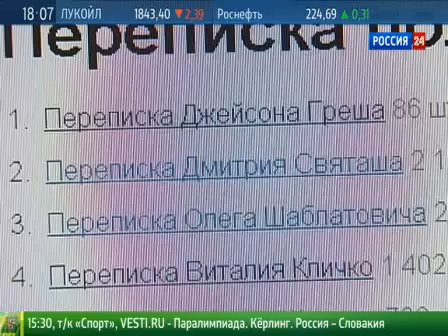 18:07 ЛУКОЙЛ 1843,40 ▼2,39 Роснефть 224,69 ▲0,31
Переписка
РОССИЯ 24
1. Переписка Джейсона Греша 86 ш
2. Переписка Дмитрия Святаша 2 1
3. Переписка Олега Шаблатовича 2
4. Переписка Виталия Кличко 1 402
15:30, т/к «Спорт», VESTI.RU - Паралимпиада. Кёрлинг. Россия - Словакия